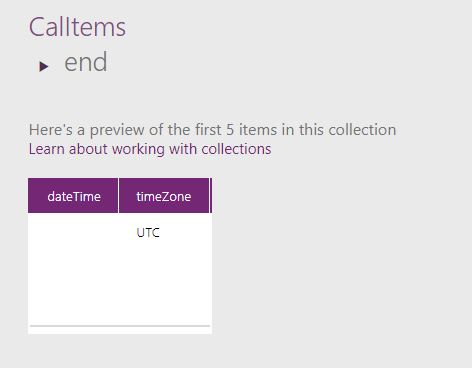 CalItems
end
Here's a preview of the first 5 items in this collection
Learn about working with collections
dateTime timeZone
UTC